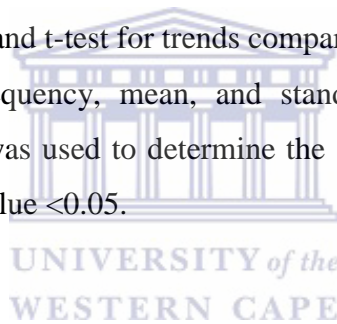 and t-test for trends compar
quency, mean, and stand
was used to determine the
lue <0.05.
UNIVERSITY of the
WESTERN CAPE